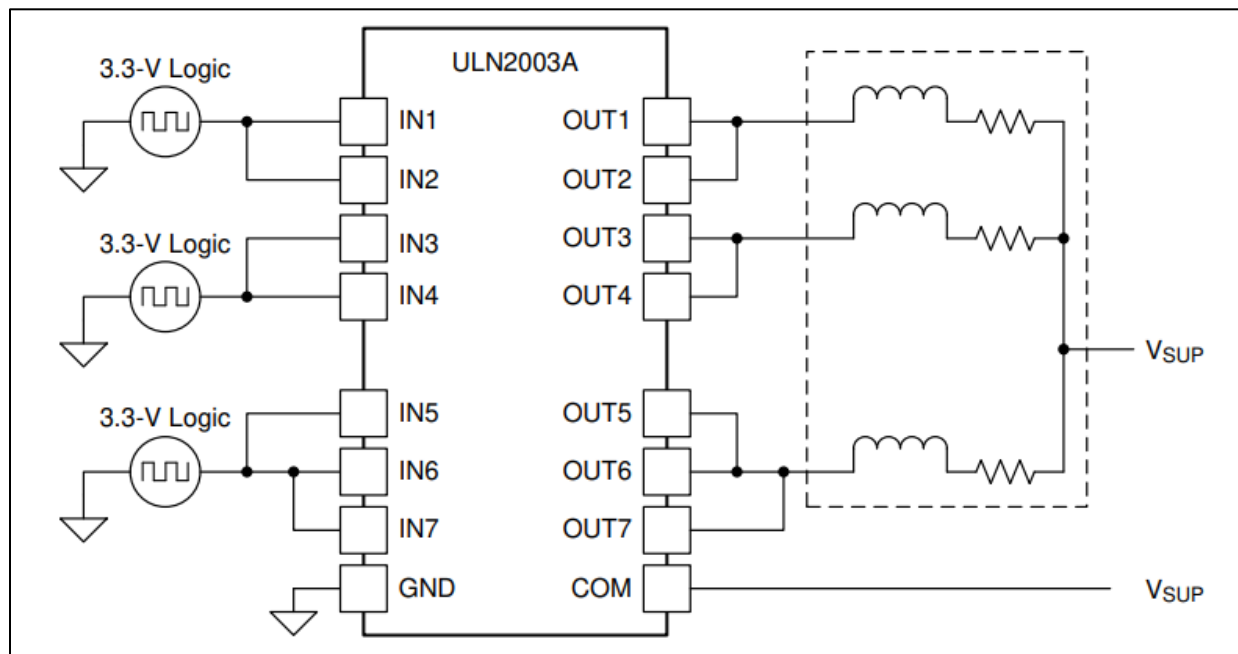 ULN2003A
3.3-V Logic
IN1 OUT1
IN2 OUT2
3.3-V Logic
IN3 OUT3
IN4 OUT4
VSUP
3.3-V Logic
IN5 OUT5
IN6 OUT6
IN7 OUT7
GND COM VSUP